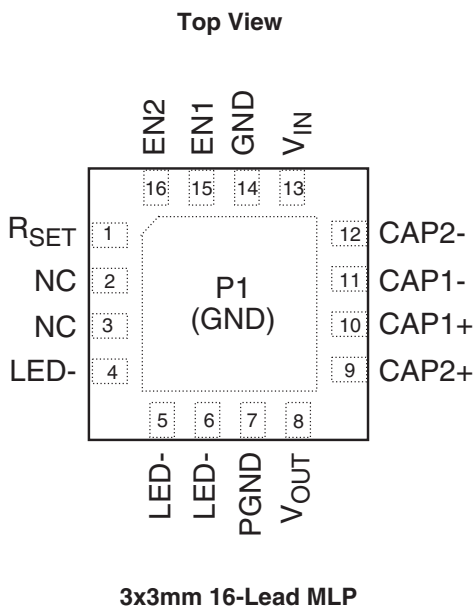 Top View
EN2
EN1
GND
VIN
16
15
14
13
RSET
1
12
CAP2-
NC
2
11
CAP1-
NC
3
10
CAP1+
LED-
4
9
CAP2+
P1
(GND)
5
6
7
8
LED-
LED-
PGND
VOUT
3x3mm 16-Lead MLP